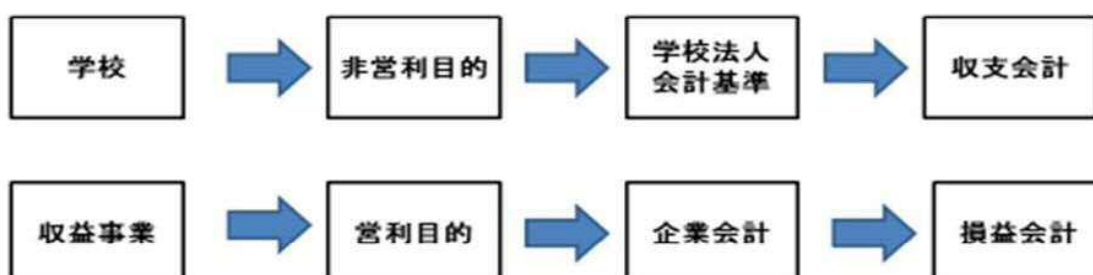 学校
非営利目的
学校法人
会計基準
収支会計
収益事業
営利目的
企業会計
損益会計